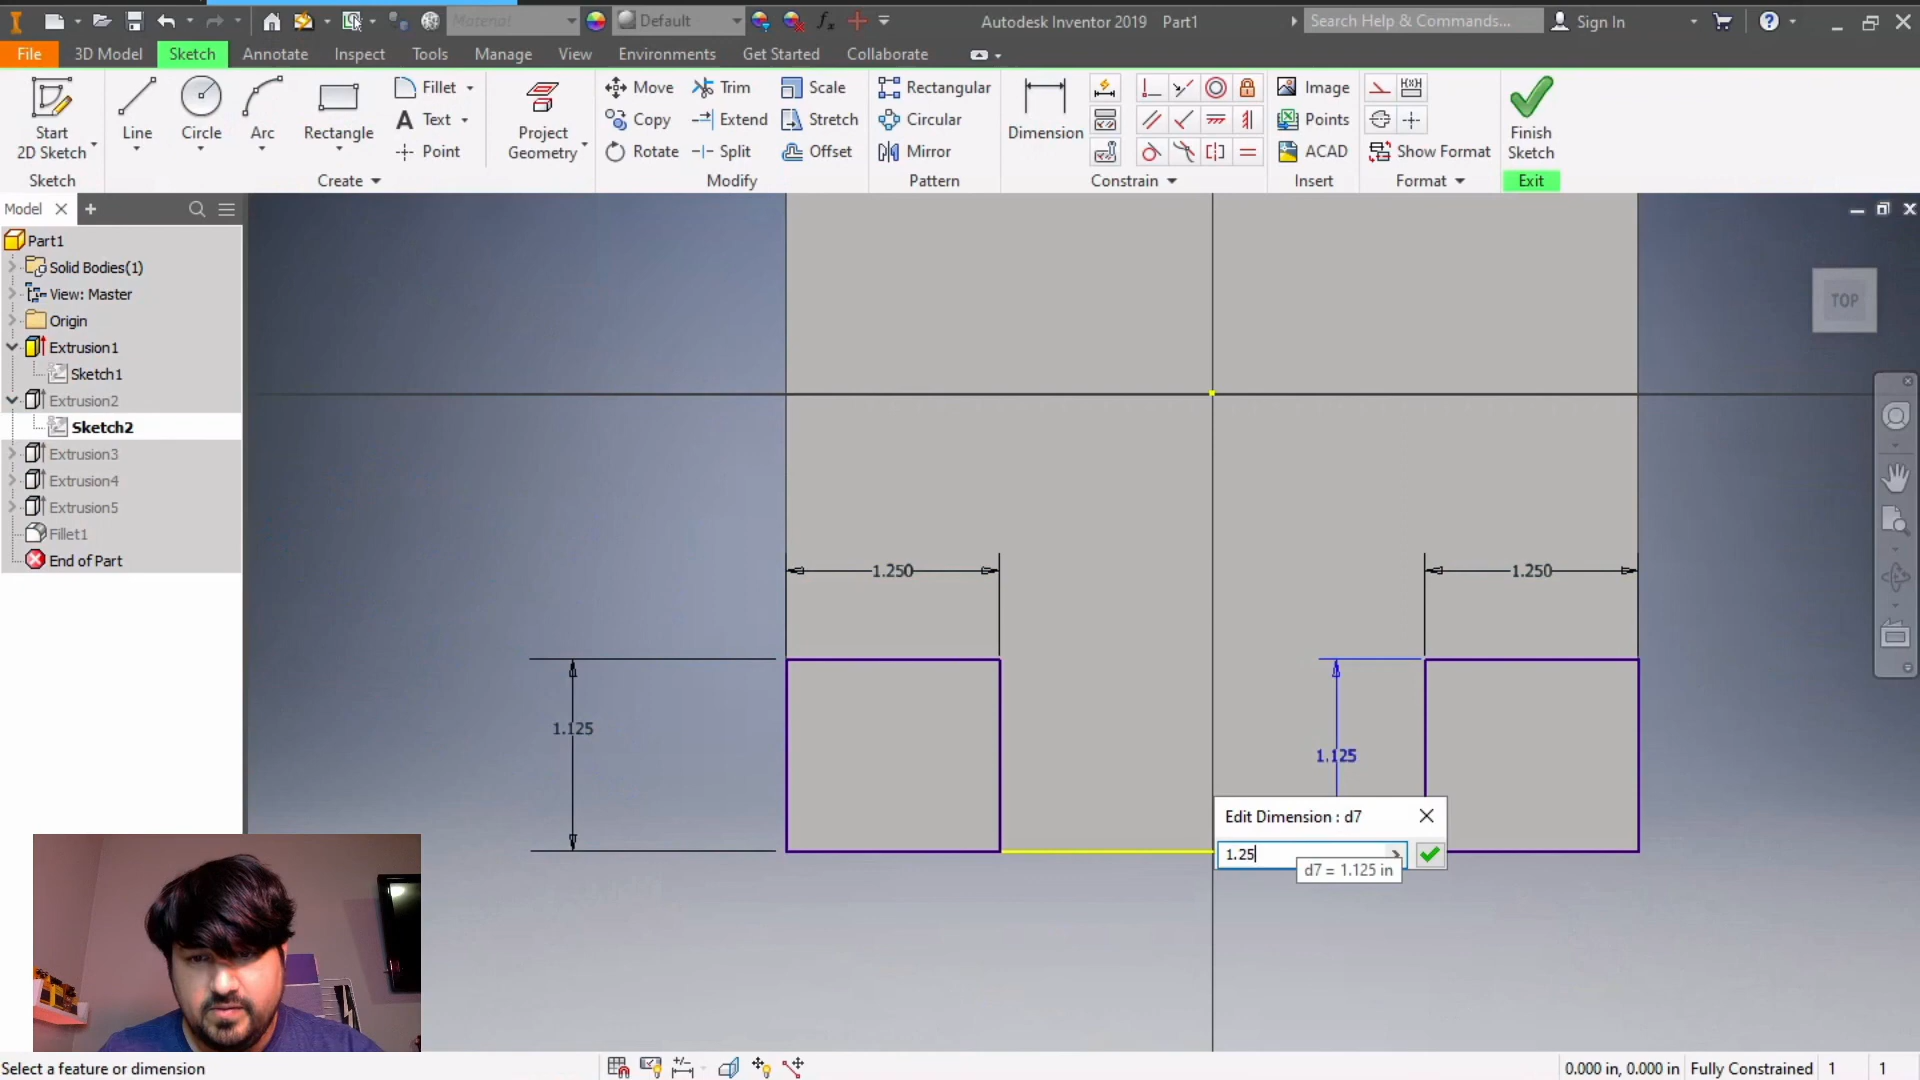 Material
Default
Autodesk Inventor 2019 Part1
Search Help & Commands...
Sign In
File 3D Model Sketch Annotate Inspect Tools Manage View Environments Get Started Collaborate
Start
2D Sketch
Line
Circle
Arc
Rectangle
Fillet
Text
Point
Project
Geometry
Move
Copy
Rotate
Trim
Extend
Split
Scale
Stretch
Offset
Rectangular
Circular
Mirror
Dimension
Image
Points
ACAD
Show Format
Finish
Sketch
Sketch
Create
Modify
Pattern
Constrain
Insert
Format
Exit
Model
Part1
Solid Bodies(1)
View: Master
Origin
Extrusion1
Sketch1
Extrusion2
Sketch2
Extrusion3
Extrusion4
Extrusion5
Fillet1
End of Part
TOP
1.250
1.250
1.125
1.125
Edit Dimension : d7
1.25
d7 = 1.125 in
Select a feature or dimension
0.000 in, 0.000 in Fully Constrained 1 1